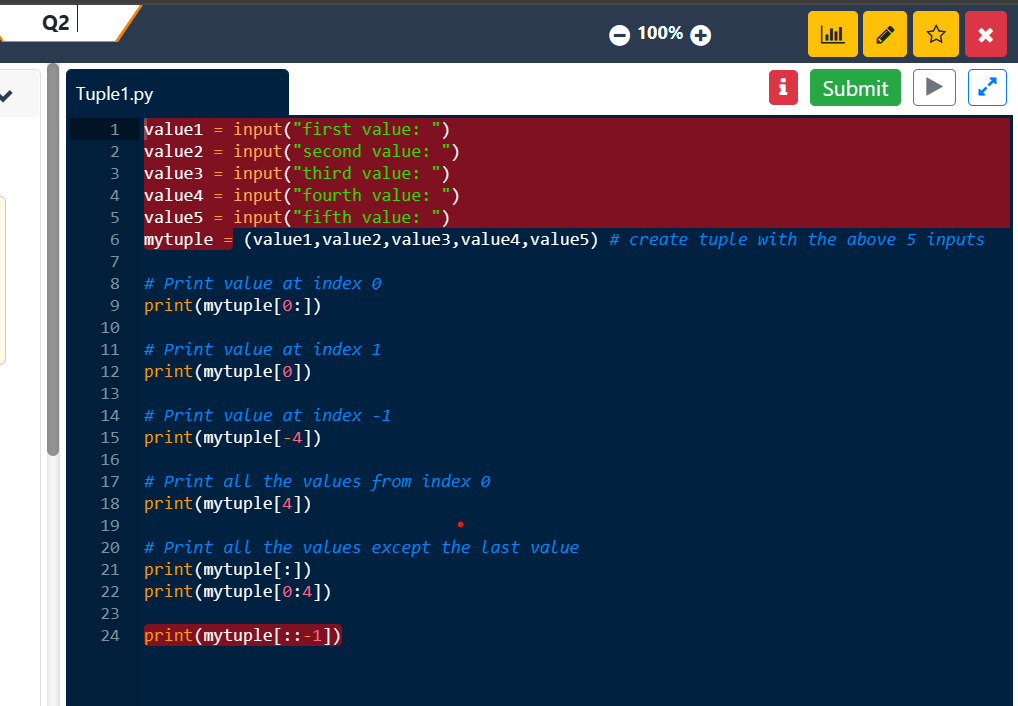 Q2
100%
Submit
Tuple1.py
1 value1 = input("first value: ")
2 value2 = input("second value: ")
3 value3 = input("third value: ")
4 value4 = input("fourth value: ")
5 value5 = input("fifth value: ")
6 mytuple = (value1,value2,value3,value4,value5) # create tuple with the above 5 inputs
7
8 # Print value at index 0
9 print(mytuple[0:])
10
11 # Print value at index 1
12 print(mytuple[0])
13
14 # Print value at index -1
15 print(mytuple[-4])
16
17 # Print all the values from index 0
18 print(mytuple[4])
19
20 # Print all the values except the last value
21 print(mytuple[:])
22 print(mytuple[0:4])
23
24 print(mytuple[::-1])